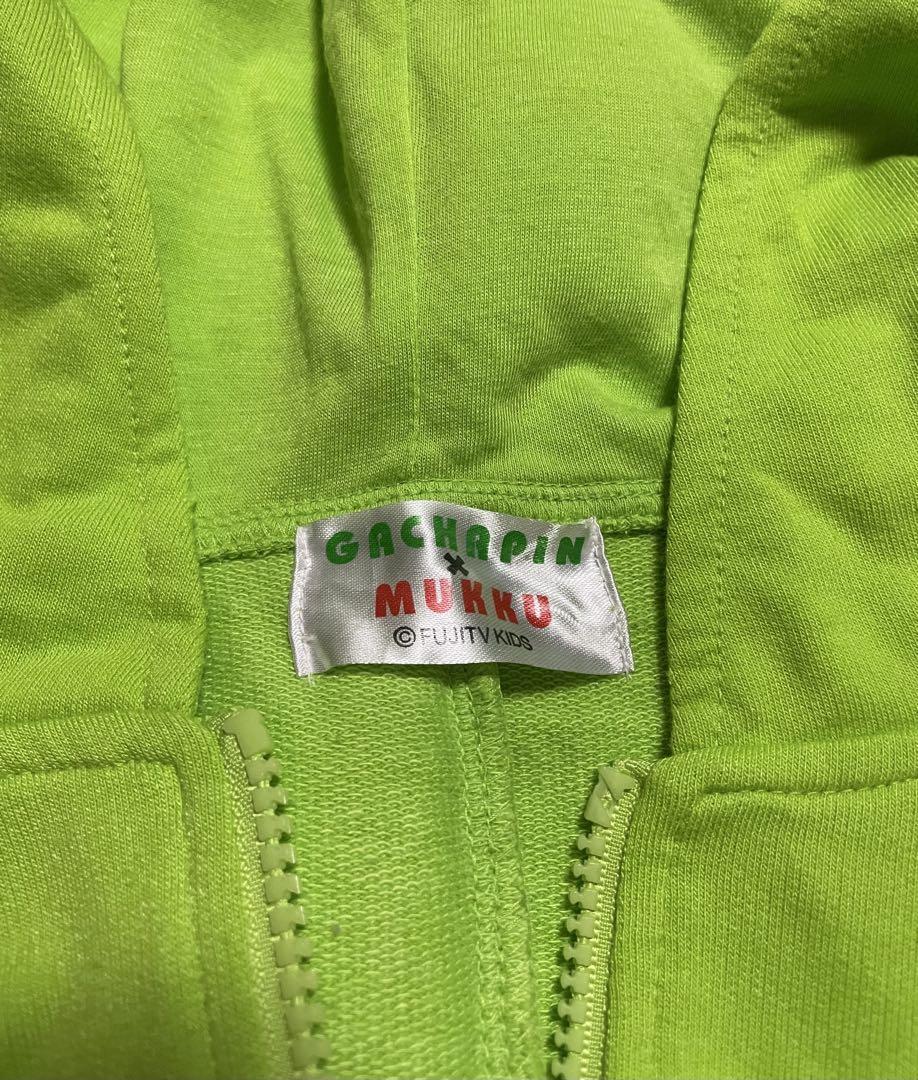 GACHAPIN
×
MUKKU
©FUJITV KIDS